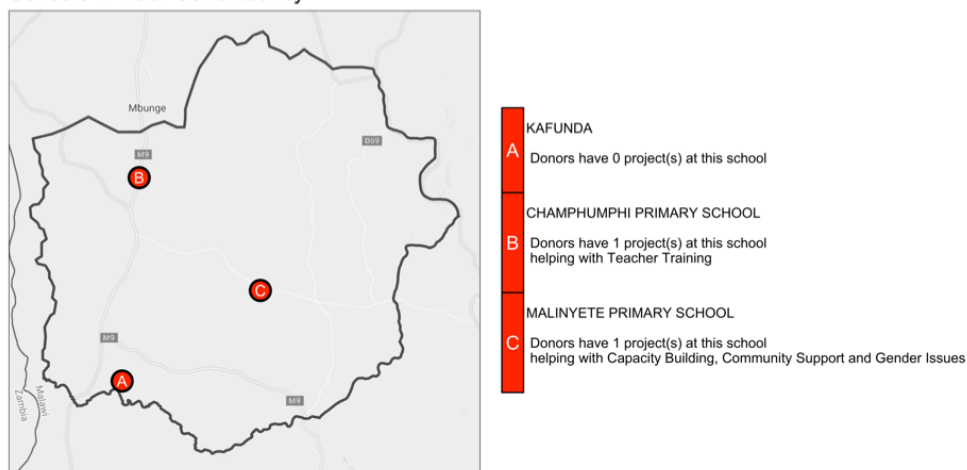 Mbunge
M9
D59
B
C
M9
A
M9
Zambia
Malawi
A
KAFUNDA
Donors have 0 project(s) at this school
B
CHAMPHUMPHI PRIMARY SCHOOL
Donors have 1 project(s) at this school
helping with Teacher Training
C
MALINYETE PRIMARY SCHOOL
Donors have 1 project(s) at this school
helping with Capacity Building, Community Support and Gender Issues